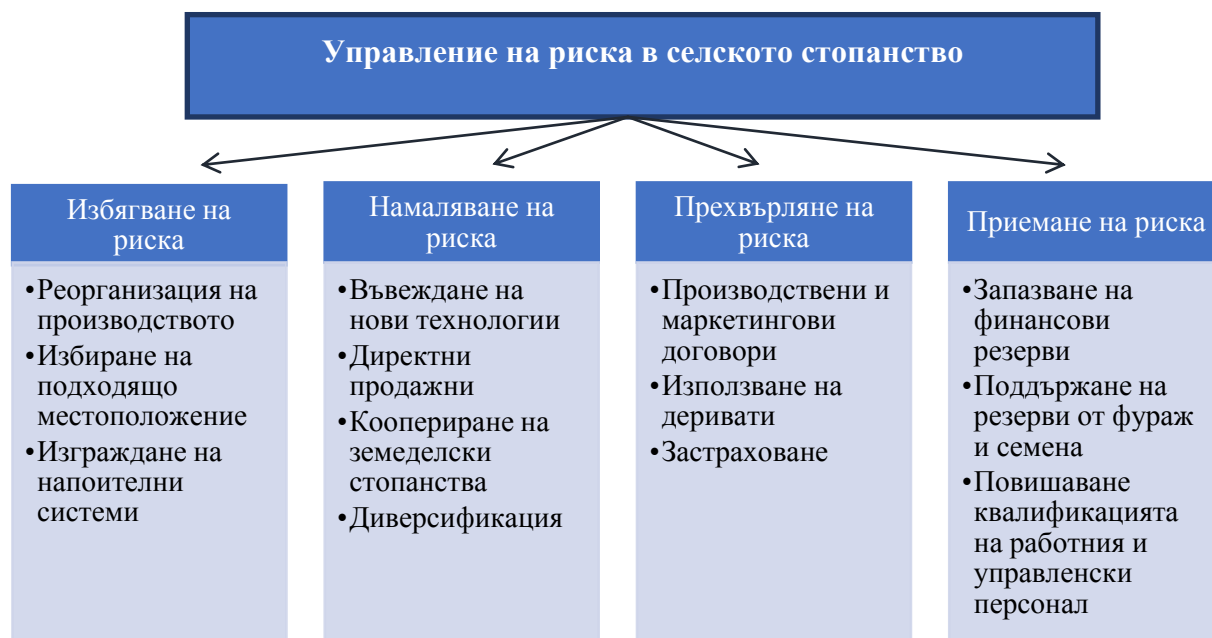 Управление на риска в селското стопанство
Избягване на
риска
•Реорганизация на
производството
•Избиране на
подходящо
местоположение
•Изграждане на
напоителни
системи
Намаляване на
риска
•Въвеждане на
нови технологии
•Директни
продажни
•Коопериране на
земеделски
стопанства
•Диверсификация
Прехвърляне на
риска
•Производствени и
маркетингови
договори
•Използване на
деривати
•Застраховане
Приемане на риска
•Запазване на
финансови
резерви
•Поддържане на
резерви от фураж
и семена
•Повишаване
квалификацията
на работния и
управленски
персонал